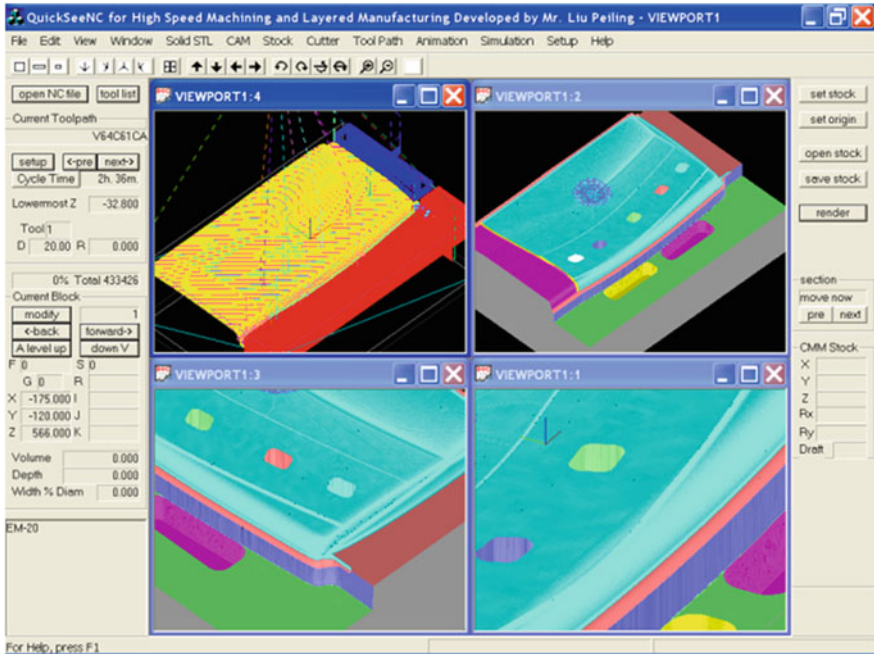 QuickSeeNC for High Speed Machining and Layered Manufacturing Developed by Mr. Liu Peiling - VIEWPORT1
File Edit View Window Solid STL CAM Stock Cutter Tool Path Animation Simulation Setup Help
open NC file tool list
Current Toolpath
V64C61CA
setup <-pre next->
Cycle Time 2h. 36m.
Lowermost Z -32.800
Tool 1
D 20.00 R 0.000
0% Total 433426
Current Block
modify 1
<-back forward->
A level up down V
F 0 S 0
G 0 R
X -175.000 I
Y -120.000 J
Z 566.000 K
Volume 0.000
Depth 0.000
Width % Diam 0.000
EM-20
VIEWPORT1:4
VIEWPORT1:2
VIEWPORT1:3
VIEWPORT1:1
set stock
set origin
open stock
save stock
render
section
move now
pre next
CMM Stock
X
Y
Z
Rx
Ry
Draft
For Help, press F1